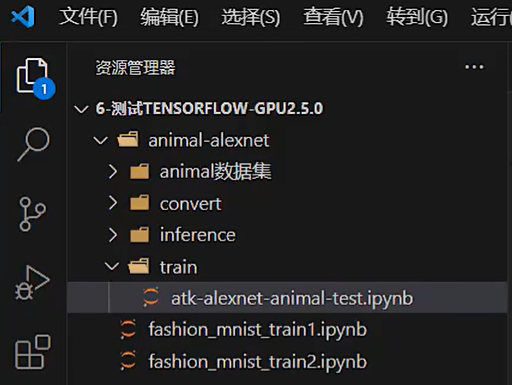 文件(F) 编辑(E) 选择(S) 查看(V) 转到(G) 运行
资源管理器 ...
1
6-测试TENSORFLOW-GPU2.5.0
animal-alexnet
animal数据集
convert
inference
train
atk-alexnet-animal-test.ipynb
fashion_mnist_train1.ipynb
fashion_mnist_train2.ipynb